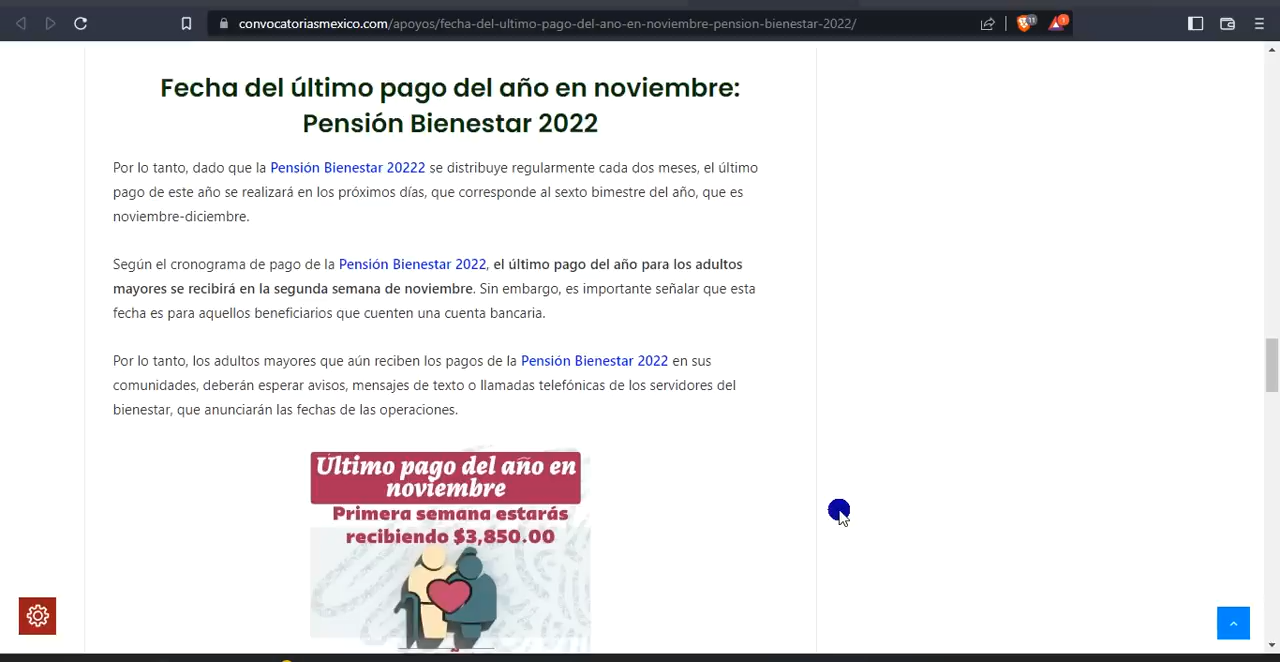 convocatoriasmexico.com/apoyos/fecha-del-ultimo-pago-del-ano-en-noviembre-pension-bienestar-2022/
11
1
Fecha del último pago del año en noviembre:
Pensión Bienestar 2022
Por lo tanto, dado que la Pensión Bienestar 20222 se distribuye regularmente cada dos meses, el último
pago de este año se realizará en los próximos días, que corresponde al sexto bimestre del año, que es
noviembre-diciembre.
Según el cronograma de pago de la Pensión Bienestar 2022, el último pago del año para los adultos
mayores se recibirá en la segunda semana de noviembre. Sin embargo, es importante señalar que esta
fecha es para aquellos beneficiarios que cuenten una cuenta bancaria.
Por lo tanto, los adultos mayores que aún reciben los pagos de la Pensión Bienestar 2022 en sus
comunidades, deberán esperar avisos, mensajes de texto o llamadas telefónicas de los servidores del
bienestar, que anunciarán las fechas de las operaciones.
Último pago del año en
noviembre
Primera semana estarás
recibiendo $3,850.00